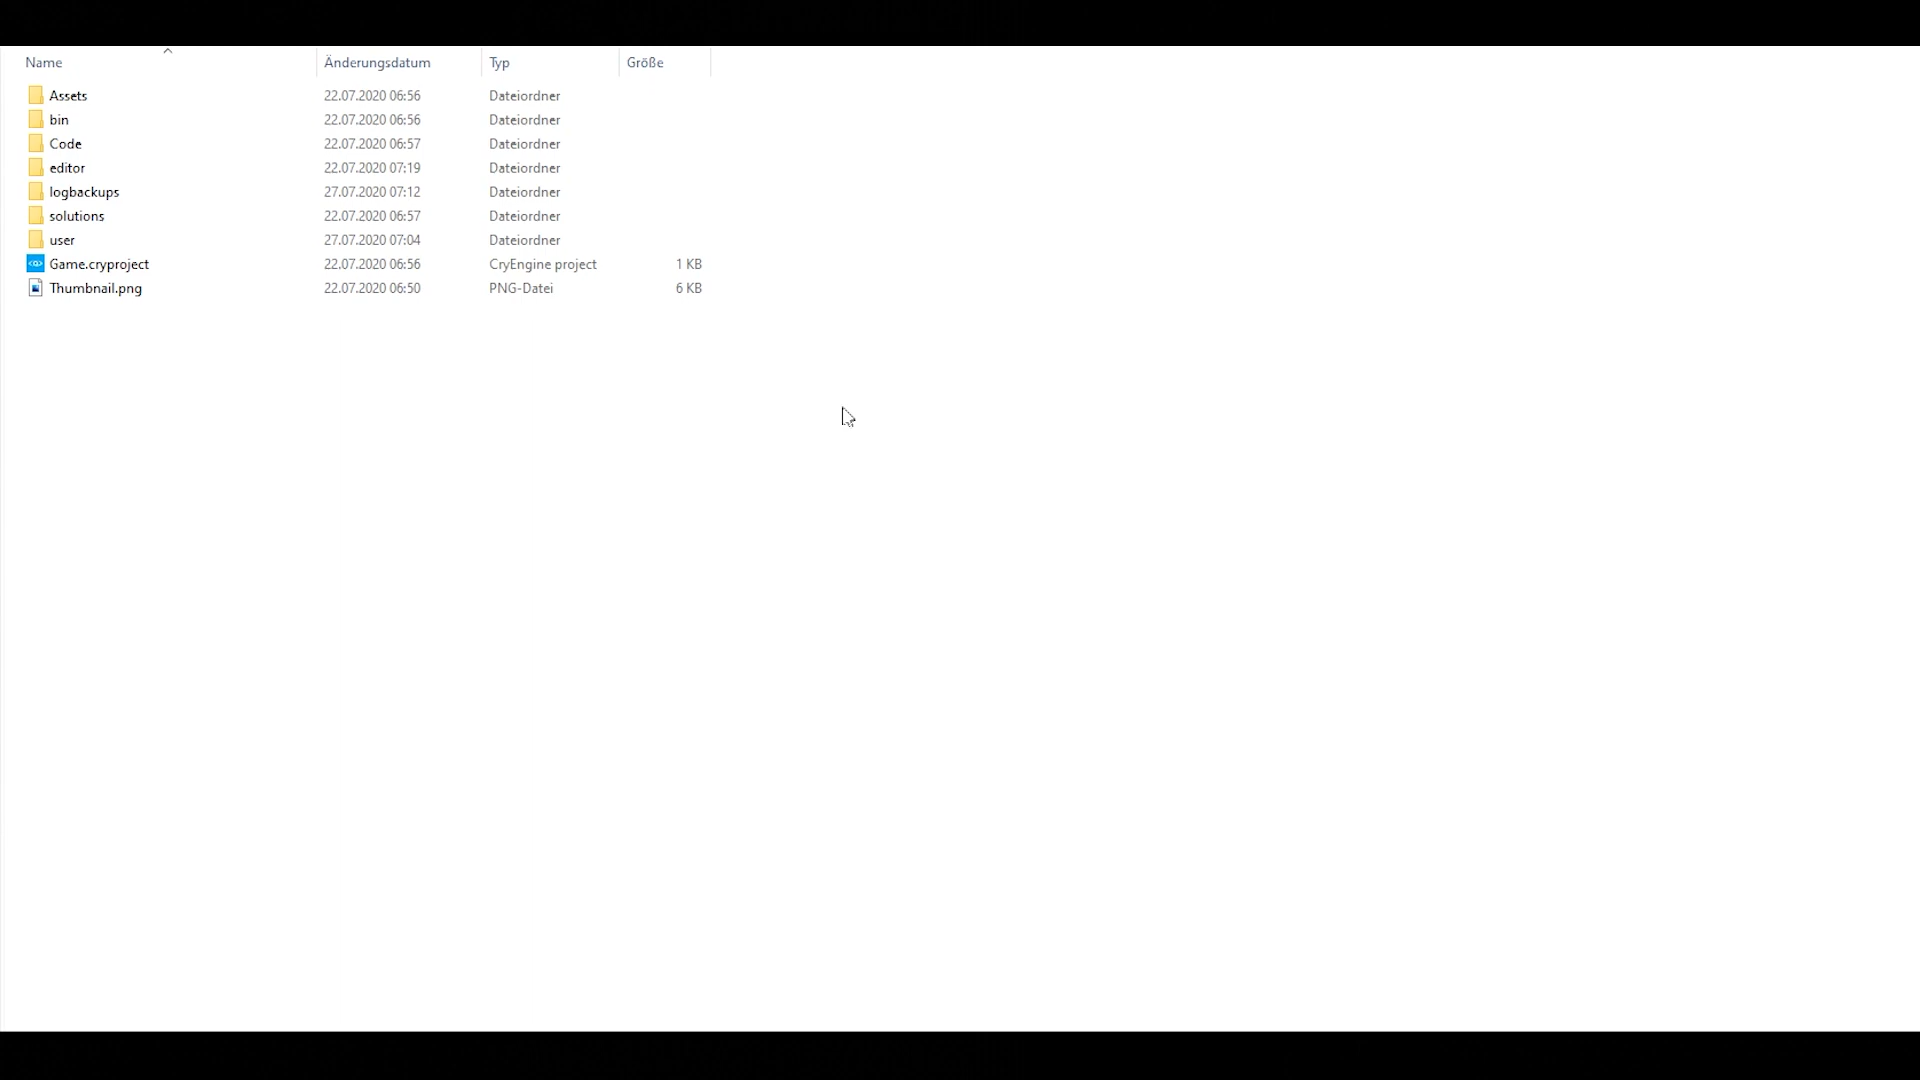 Name Änderungsdatum Typ Größe
Assets 22.07.2020 06:56 Dateiordner
bin 22.07.2020 06:56 Dateiordner
Code 22.07.2020 06:57 Dateiordner
editor 22.07.2020 07:19 Dateiordner
logbackups 27.07.2020 07:12 Dateiordner
solutions 22.07.2020 06:57 Dateiordner
user 27.07.2020 07:04 Dateiordner
Game.cryproject 22.07.2020 06:56 CryEngine project 1 KB
Thumbnail.png 22.07.2020 06:50 PNG-Datei 6 KB